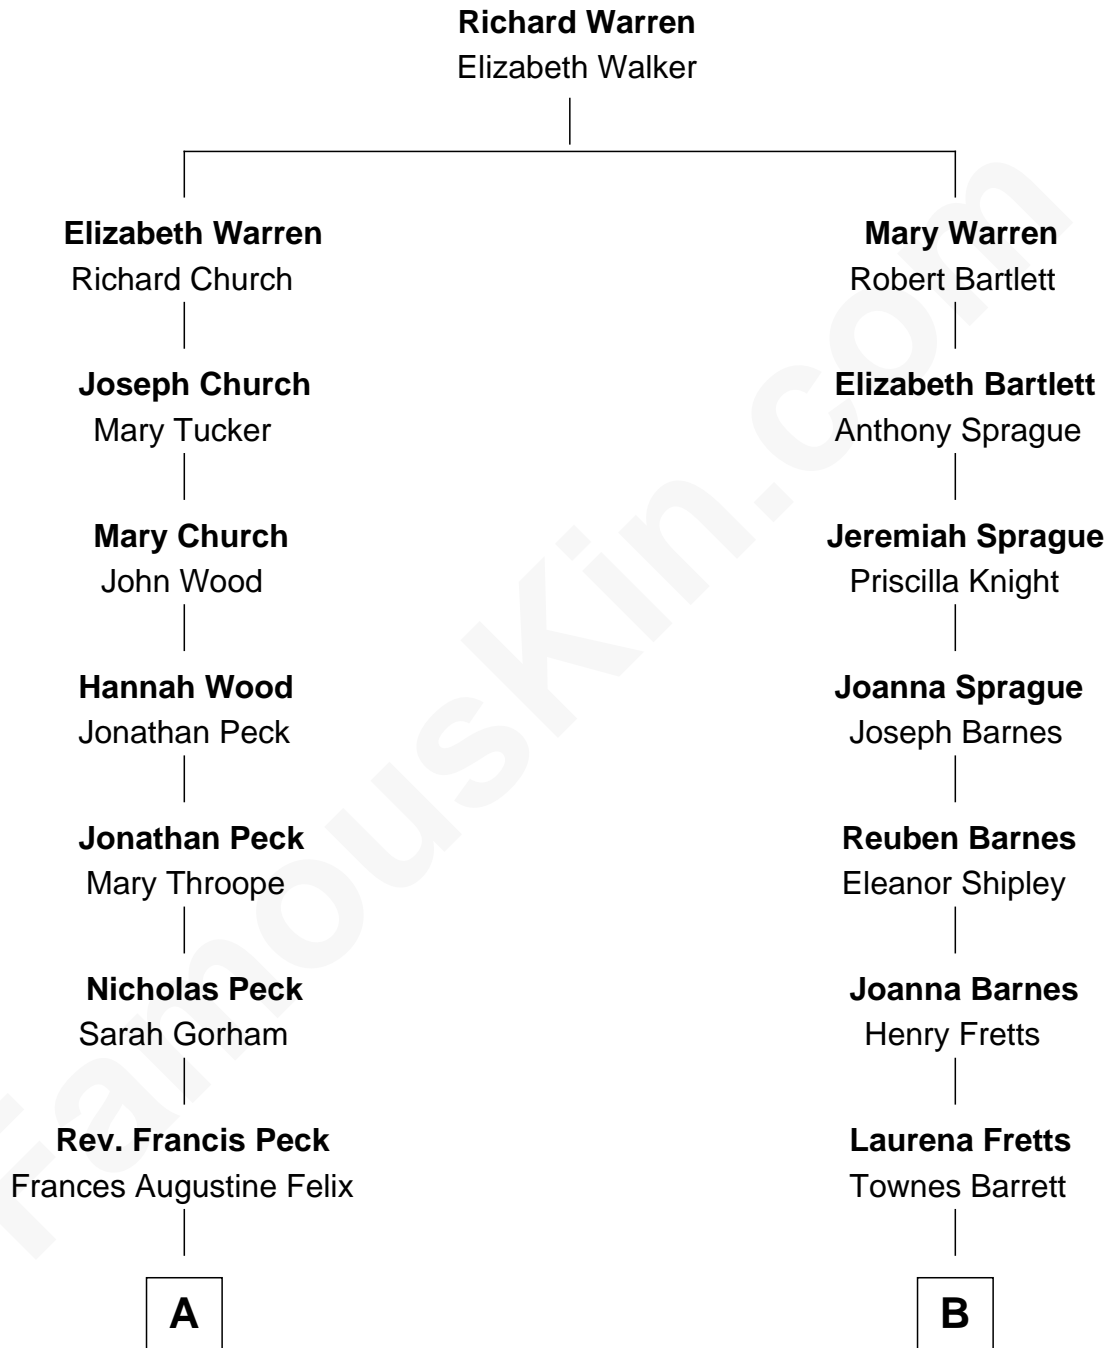 Richard Warren
Elizabeth Walker
Elizabeth Warren
Richard Church
Joseph Church
Mary Tucker
Mary Church
John Wood
Hannah Wood
Jonathan Peck
Jonathan Peck
Mary Throope
Nicholas Peck
Sarah Gorham
Rev. Francis Peck
Frances Augustine Felix
A
Mary Warren
Robert Bartlett
Elizabeth Bartlett
Anthony Sprague
Jeremiah Sprague
Priscilla Knight
Joanna Sprague
Joseph Barnes
Reuben Barnes
Eleanor Shipley
Joanna Barnes
Henry Fretts
Laurena Fretts
Townes Barrett
B
FamousKin.com